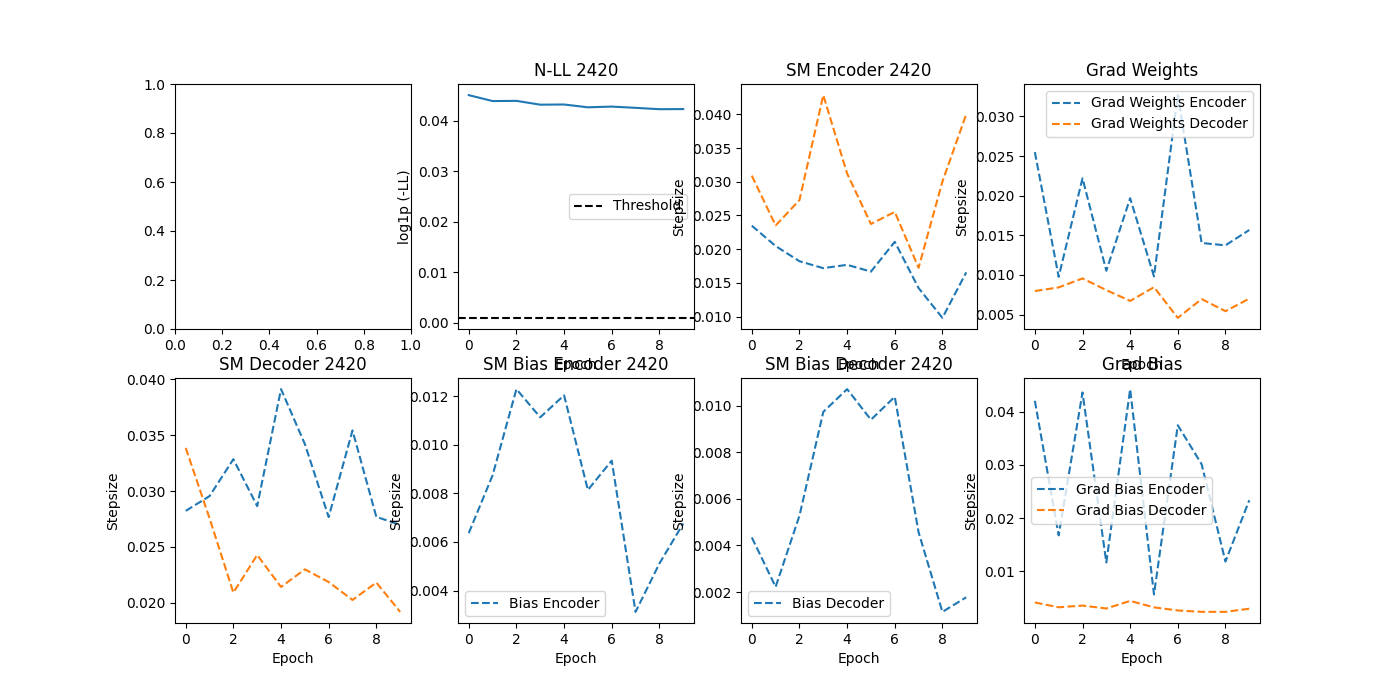 N-LL 2420
SM Encoder 2420
Grad Weights
1.0
0.8
0.6
0.4
0.2
0.0
0.0 0.2 0.4 0.6 0.8 1.0
log1p (-LL)
0.04
0.03
0.02
0.01
0.00
0 2 4 6 8
Epoch
Threshold
Stepsize
0.040
0.035
0.030
0.025
0.020
0.015
0.010
0 2 4 6 8
Epoch
Stepsize
0.030
0.025
0.020
0.015
0.010
0.005
0 2 4 6 8
Epoch
Grad Weights Encoder
Grad Weights Decoder
SM Decoder 2420
SM Bias Encoder 2420
SM Bias Decoder 2420
Grad Bias
Stepsize
0.040
0.035
0.030
0.025
0.020
0 2 4 6 8
Epoch
Stepsize
0.012
0.010
0.008
0.006
0.004
Bias Encoder
0 2 4 6 8
Epoch
Stepsize
0.010
0.008
0.006
0.004
0.002
Bias Decoder
0 2 4 6 8
Epoch
Stepsize
0.04
0.03
0.02
0.01
Grad Bias Encoder
Grad Bias Decoder
0 2 4 6 8
Epoch